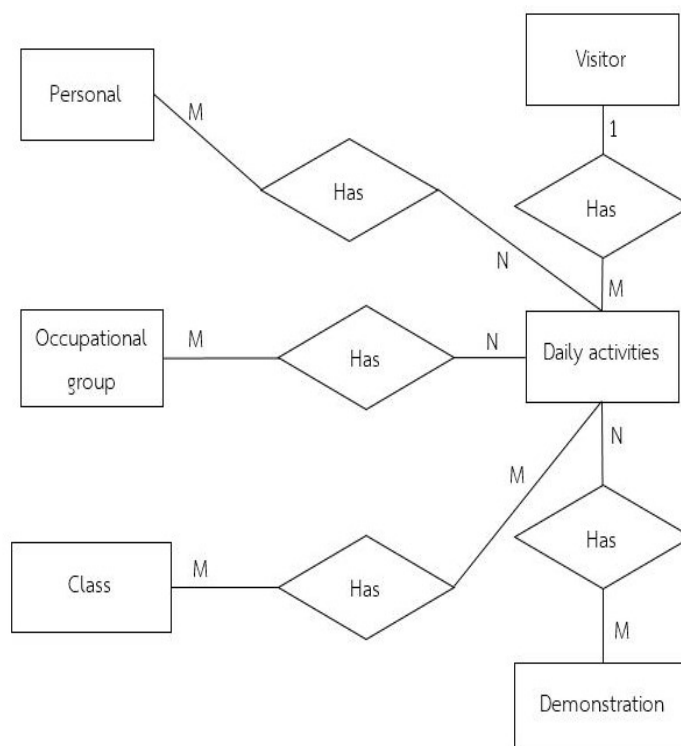 Visitor
Personal
1
M
Has
Has
N
M
Occupational
group
M
Has
N
Daily activities
M
N
Class
M
Has
Has
M
Demonstration